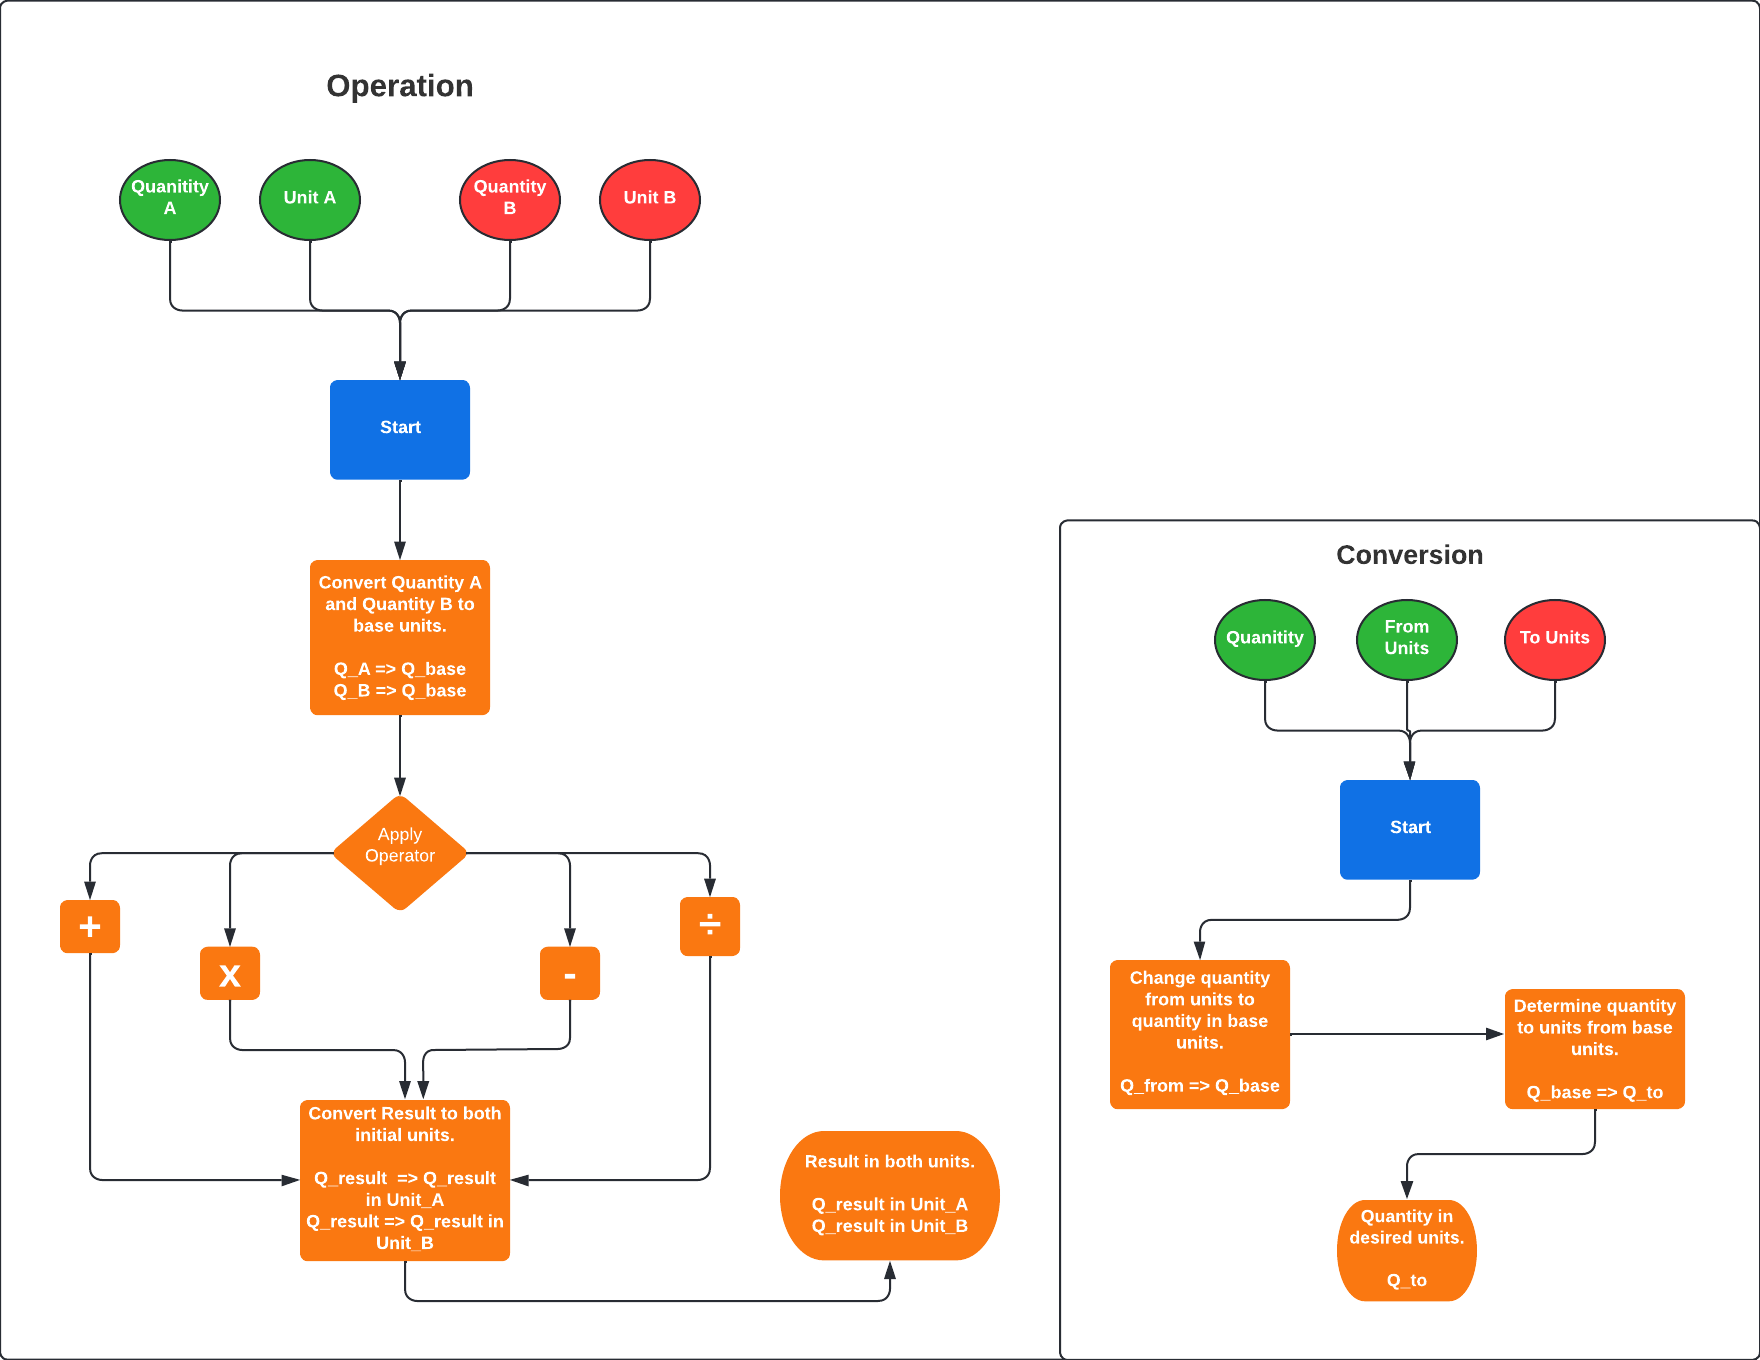 Operation
Quanitity
A
Unit A
Quantity
B
Unit B
Start
Convert Quantity A
and Quantity B to
base units.
Q_A => Q_base
Q_B => Q_base
Apply
Operator
+
x
-
÷
Convert Result to both
initial units.
Q_result  => Q_result
in Unit_A
Q_result => Q_result in
Unit_B
Result in both units.
Q_result in Unit_A
Q_result in Unit_B
Conversion
Quanitity
From
Units
To Units
Start
Change quantity
from units to
quantity in base
units.
Q_from => Q_base
Determine quantity
to units from base
units.
Q_base => Q_to
Quantity in
desired units.
Q_to